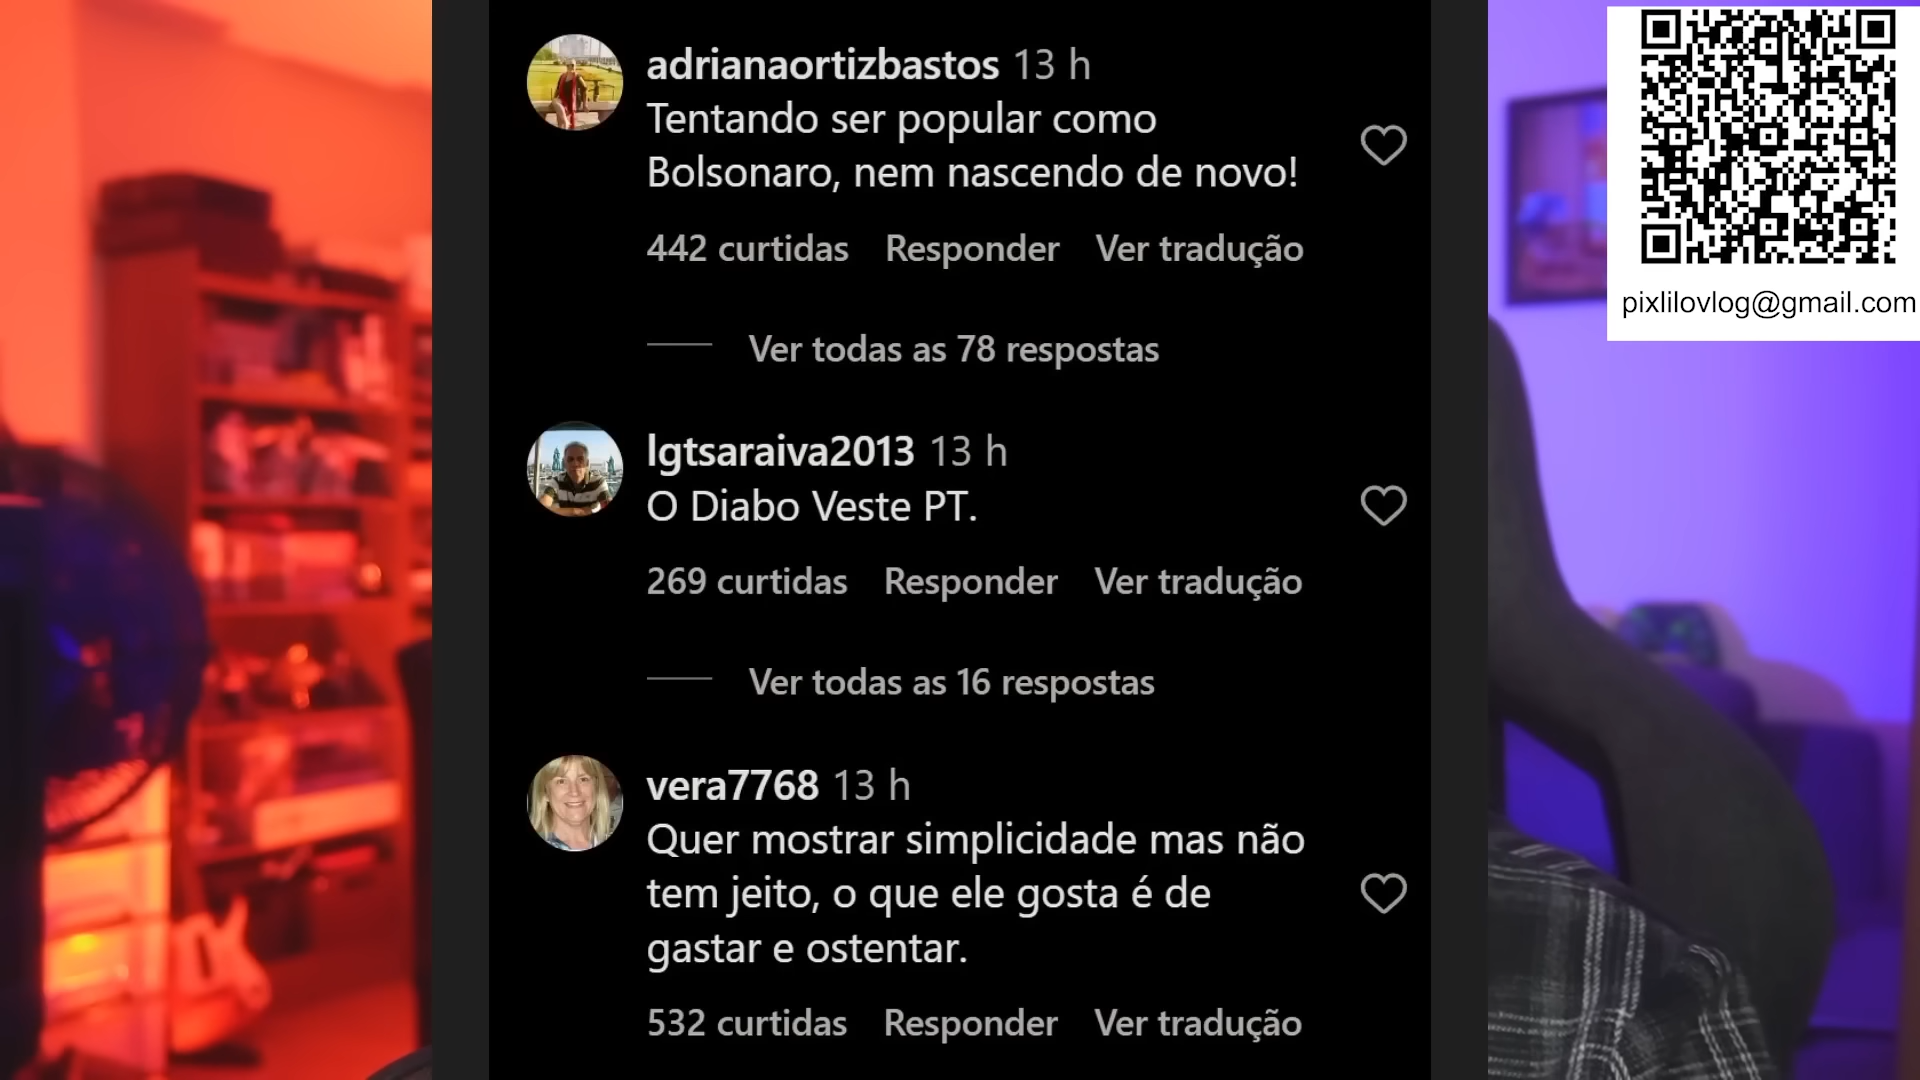 adrianaortizbastos 13 h
Tentando ser popular como
Bolsonaro, nem nascendo de novo!
442 curtidas Responder Ver tradução
Ver todas as 78 respostas
lgtsaraiva2013 13 h
O Diabo Veste PT.
269 curtidas Responder Ver tradução
Ver todas as 16 respostas
vera7768 13 h
Quer mostrar simplicidade mas não
tem jeito, o que ele gosta é de
gastar e ostentar.
532 curtidas Responder Ver tradução
pixlilovlog@gmail.com